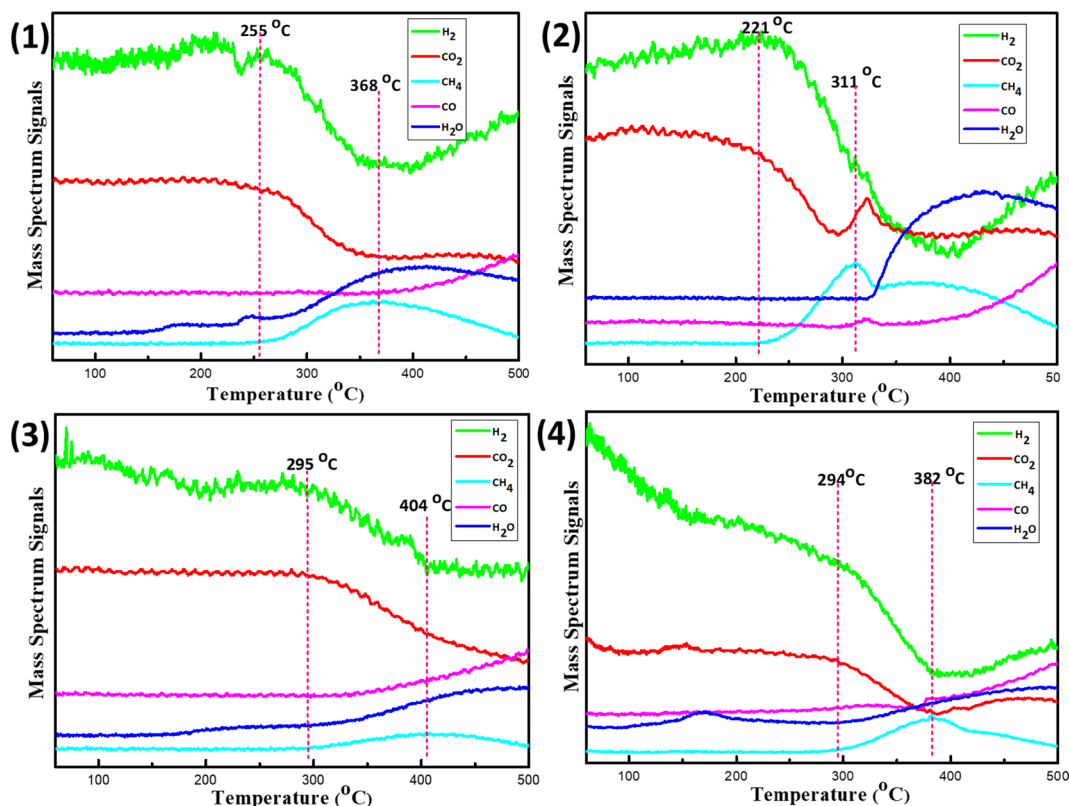 (1)
255 °C
368 °C
H₂
CO₂
CH₄
CO
H₂O
Mass Spectrum Signals
100 200 300 400 500
Temperature (°C)
(2)
221 °C
311 °C
H₂
CO₂
CH₄
CO
H₂O
Mass Spectrum Signals
100 200 300 400 50
Temperature (°C)
(3)
295 °C
404 °C
H₂
CO₂
CH₄
CO
H₂O
Mass Spectrum Signals
100 200 300 400 500
Temperature (°C)
(4)
294°C
382 °C
H₂
CO₂
CH₄
CO
H₂O
Mass Spectrum Signals
100 200 300 400 500
Temperature (°C)